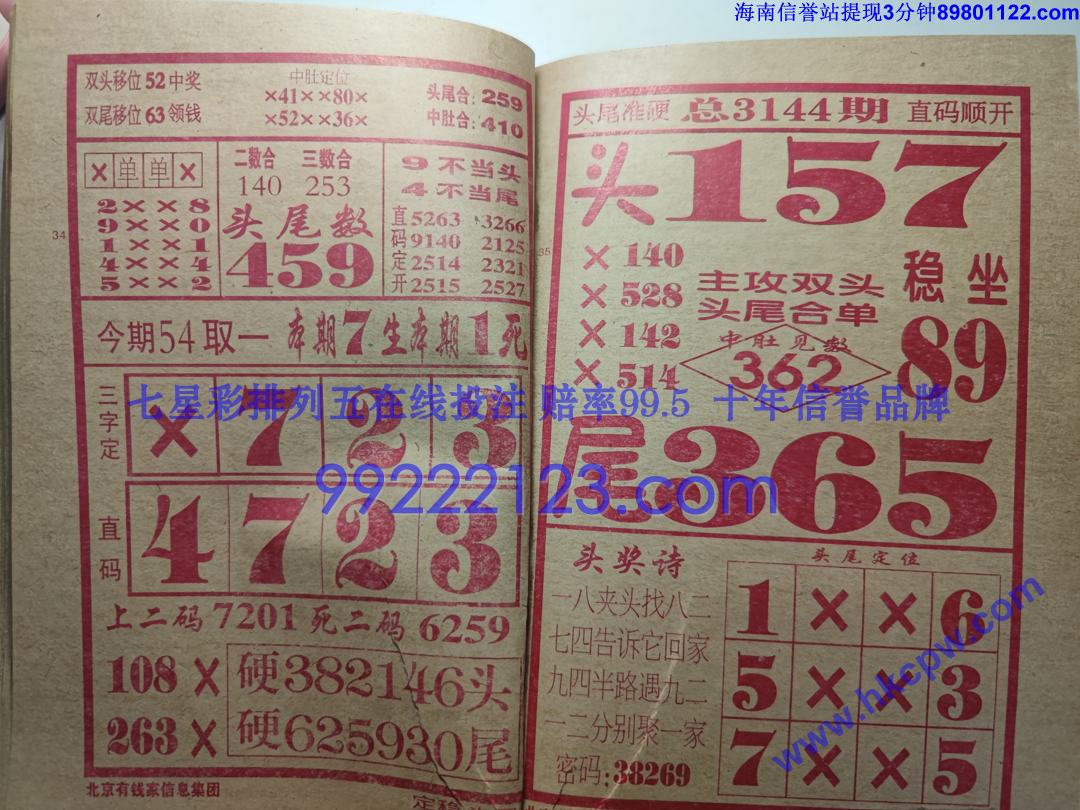 海南信誉站提现3分钟89801122.com
双头移位52中奖
双尾移位63领钱
中肚定位
×41××80×
×52××36×
头尾合:259
中肚合:410
×单单×
2××8
9××0
1××1
4××4
5××2
二数合 三数合
140 253
头尾数
459
9不当头
4不当尾
直码定开
5263 3266
9140 2125
2514 2321
2515 2527
34
今期54取一 本期7生本期1死
三字定
×723
直码
4723
上二码7201死二码6259
108×
263×
硬382146头
硬625930尾
北京有钱家信息集团
头尾准硬 总3144期 直码顺开
头157
35
×140
×528
×142
×514
主攻双头
头尾合单
中肚见数
362
稳坐
89
尾365
头奖诗
一八夹头找八二
七四告诉它回家
九四半路遇九二
一二分别聚一家
密码:38269
头尾定位
1××6
5××3
7××5
七星彩排列五在线投注 赔率99.5 十年信誉品牌
99222123.com
www.hkcpw.com